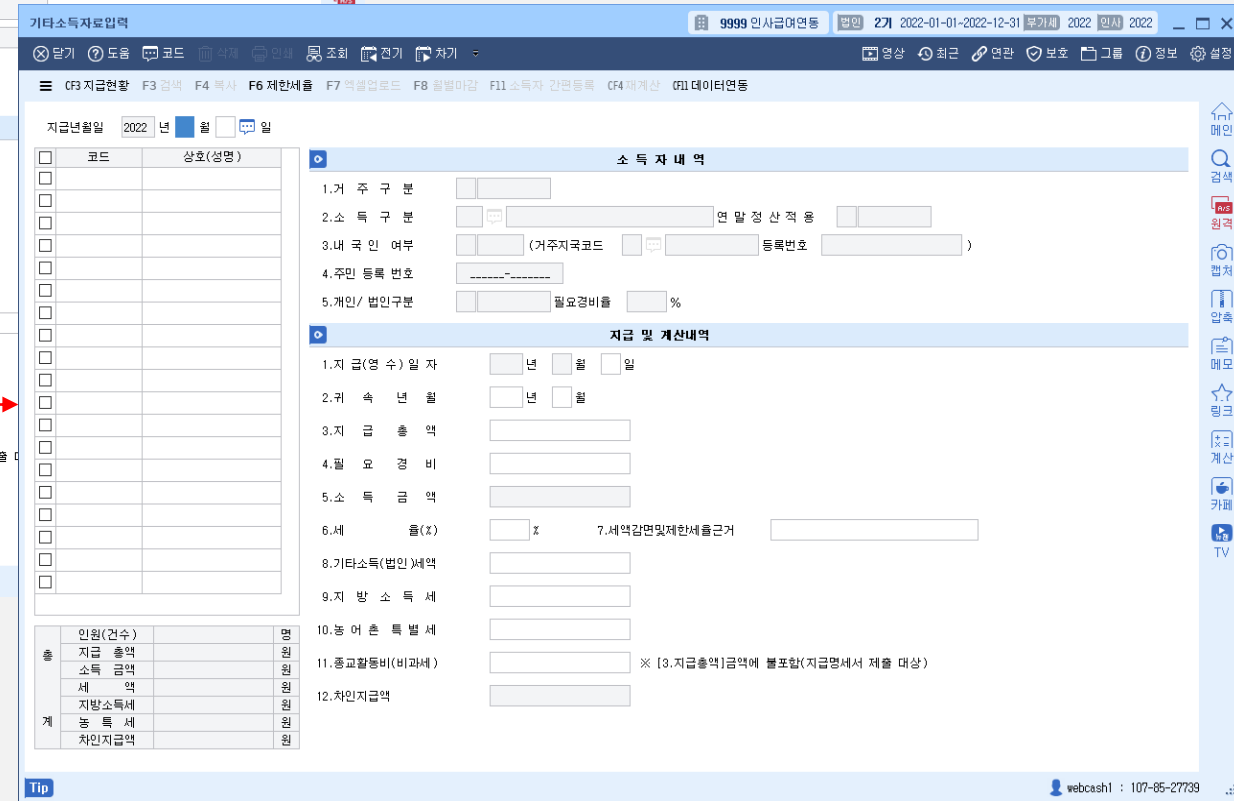 기타소득자료입력
9999 인사급여연동 법인 2기 2022-01-01~2022-12-31 부가세 2022 인사 2022
닫기 도움 코드 삭제 인쇄 조회 전기 차기 영상 최근 연관 보호 그룹 정보 설정
CF3 지급현황 F3 검색 F4 복사 F6 제한세율 F7 엑셀업로드 F8 월별마감 F11 소득자 간편등록 CF4 재계산 CF11 데이터연동
지급년월일 2022 년 월 일
코드 상호(성명)
소 득 자 내 역
1.거 주 구 분
2.소 득 구 분 연 말 정 산 적 용
3.내 국 인 여부 (거주지국코드 등록번호 )
4.주민 등록 번호 ______-_______
5.개인/ 법인구분 필요경비율 %
지급 및 계산내역
1.지 급(영 수)일 자 년 월 일
2.귀 속 년 월 년 월
3.지 급 총 액
4.필 요 경 비
5.소 득 금 액
6.세 율(%) % 7.세액감면및제한세율근거
8.기타소득(법인)세액
9.지 방 소 득 세
10.농 어 촌 특 별 세
11.종교활동비(비과세) ※ [3.지급총액]금액에 불포함(지급명세서 제출 대상)
12.차인지급액
총 계
인원(건수) 명
지급 총액 원
소득 금액 원
세 액 원
지방소득세 원
농 특 세 원
차인지급액 원
메인
검색
A/S
원격
캡처
압축
메모
링크
계산
카페
뉴젠
TV
Tip
webcash1 : 107-85-27739